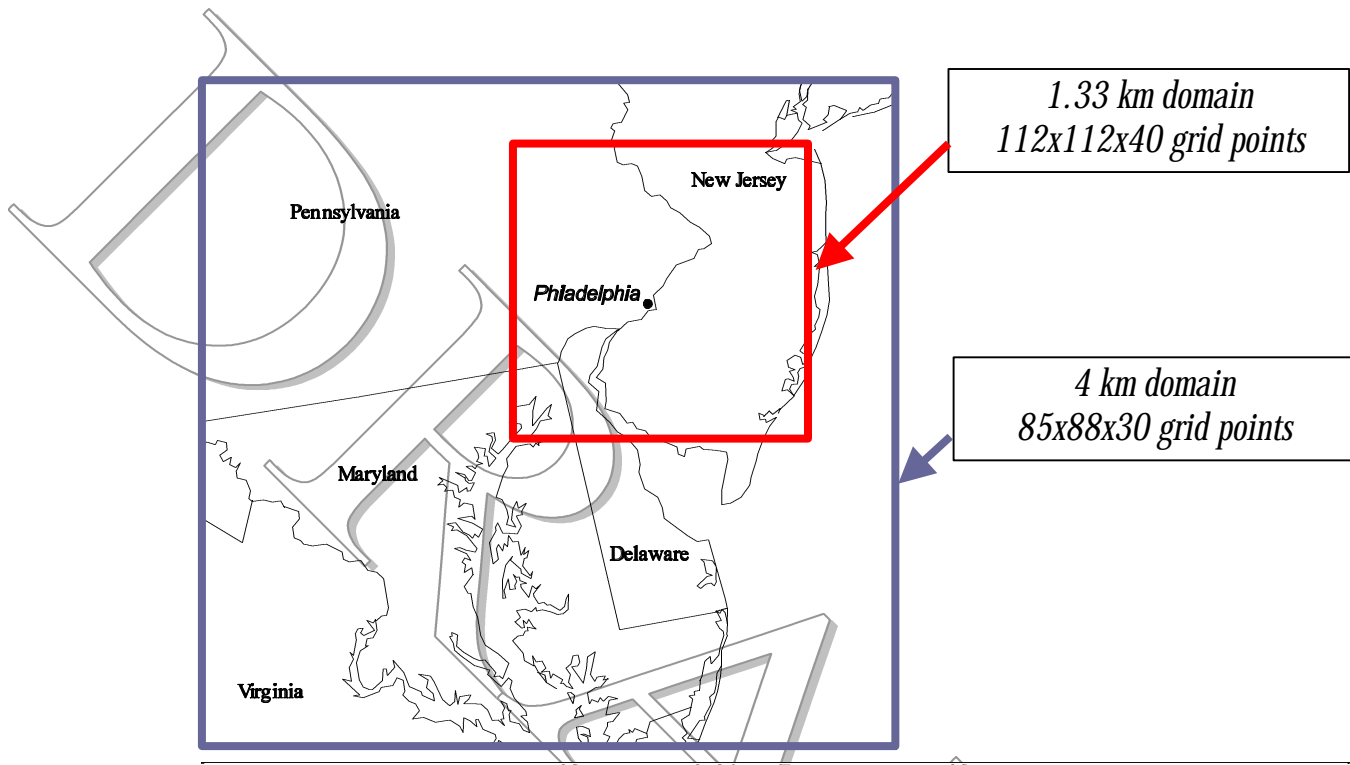 1.33 km domain
112x112x40 grid points
New Jersey
Pennsylvania
Philadelphia
4 km domain
85x88x30 grid points
Maryland
Delaware
Virginia